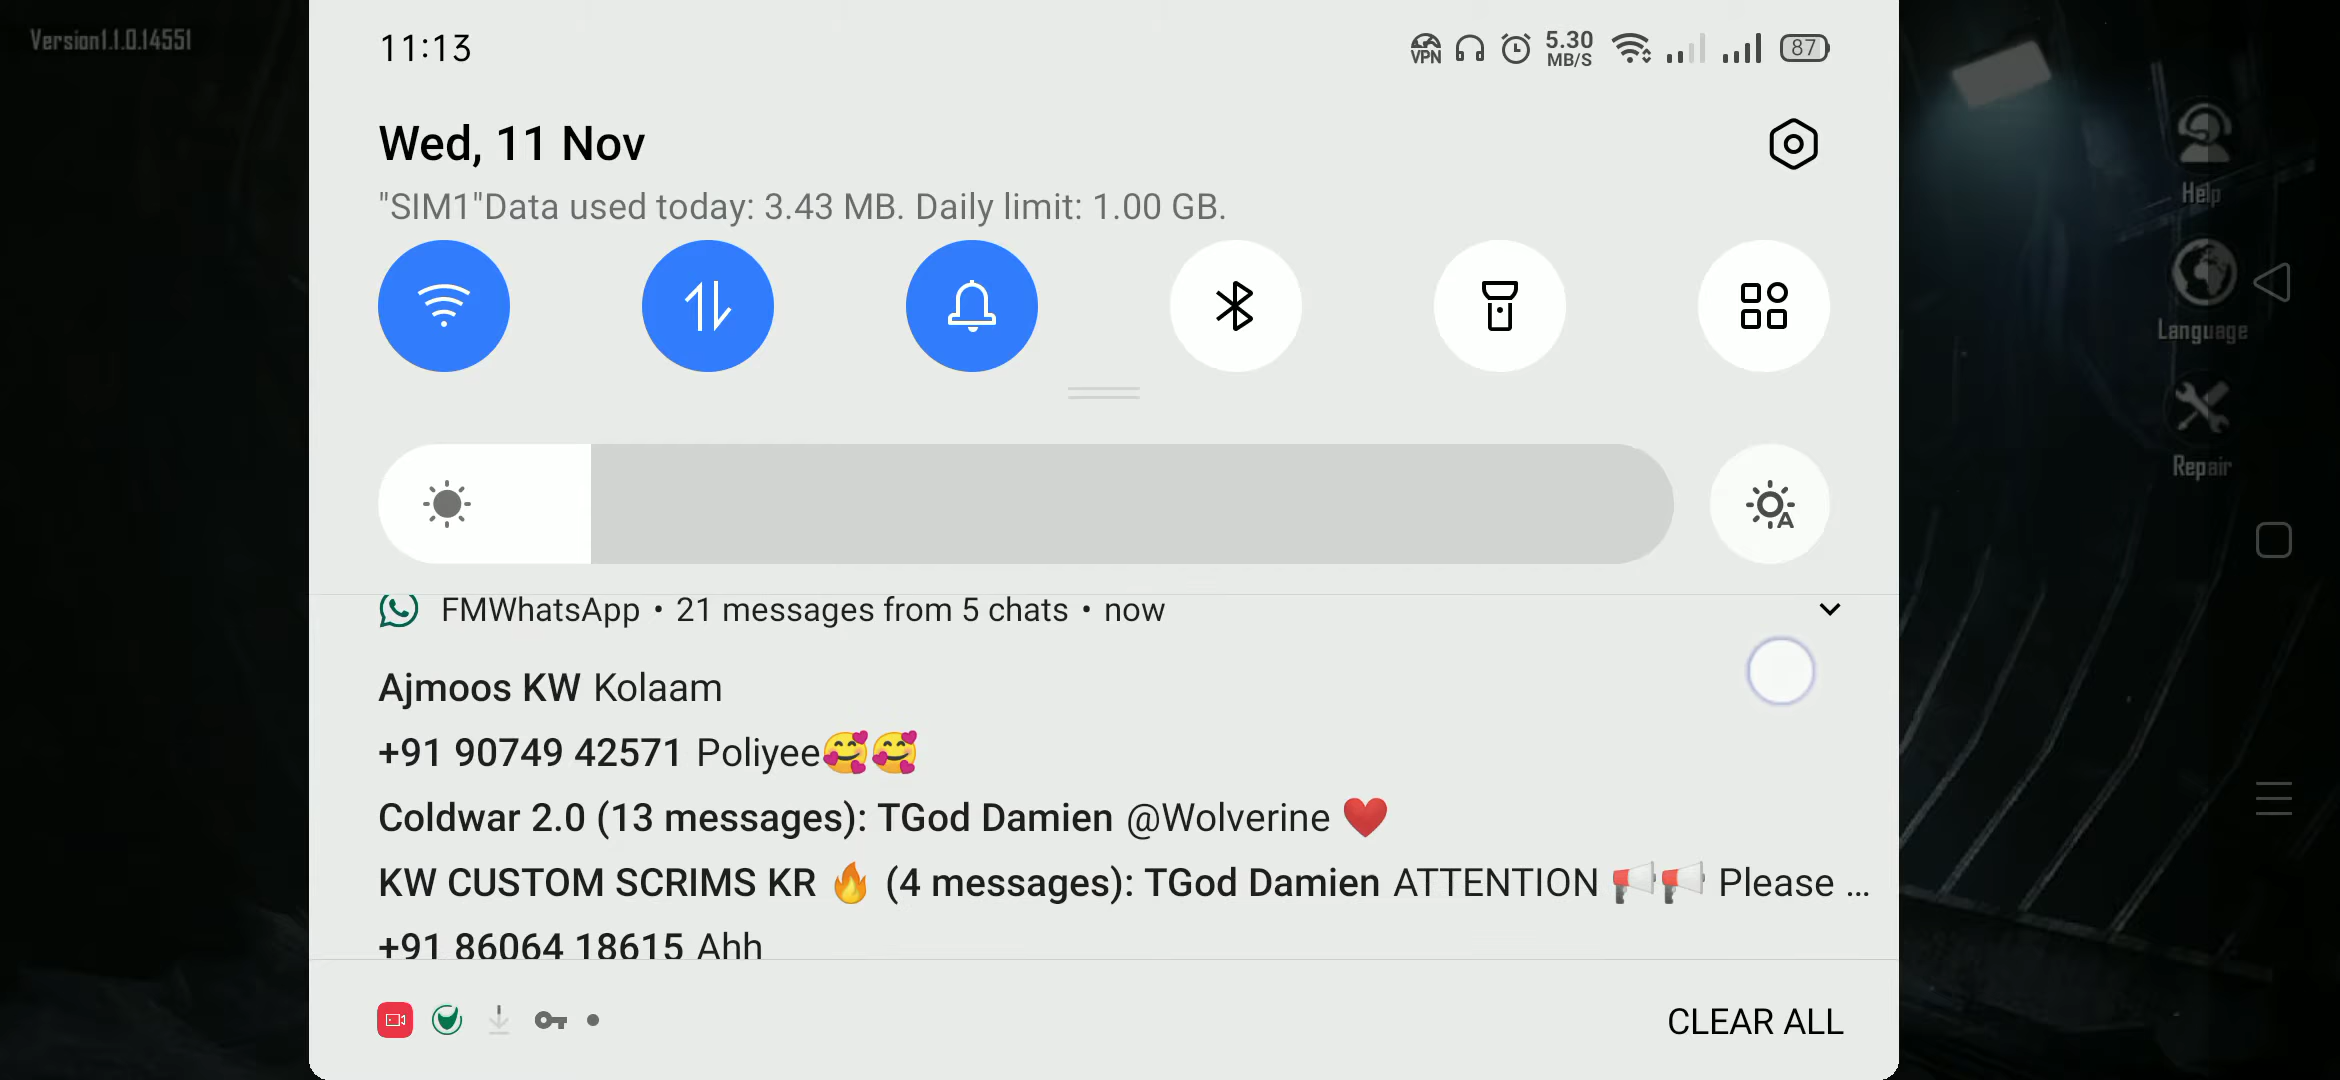 Version1.1.0.14551
11:13
VPN 5.30 MB/S 87
Wed, 11 Nov
"SIM1"Data used today: 3.43 MB. Daily limit: 1.00 GB.
Help
Language
Repair
A
FMWhatsApp • 21 messages from 5 chats • now
Ajmoos KW Kolaam
+91 90749 42571 Poliyee🥰🥰
Coldwar 2.0 (13 messages): TGod Damien @Wolverine ❤️
KW CUSTOM SCRIMS KR 🔥 (4 messages): TGod Damien ATTENTION 📢📢 Please ...
+91 86064 18615 Ahh
CLEAR ALL